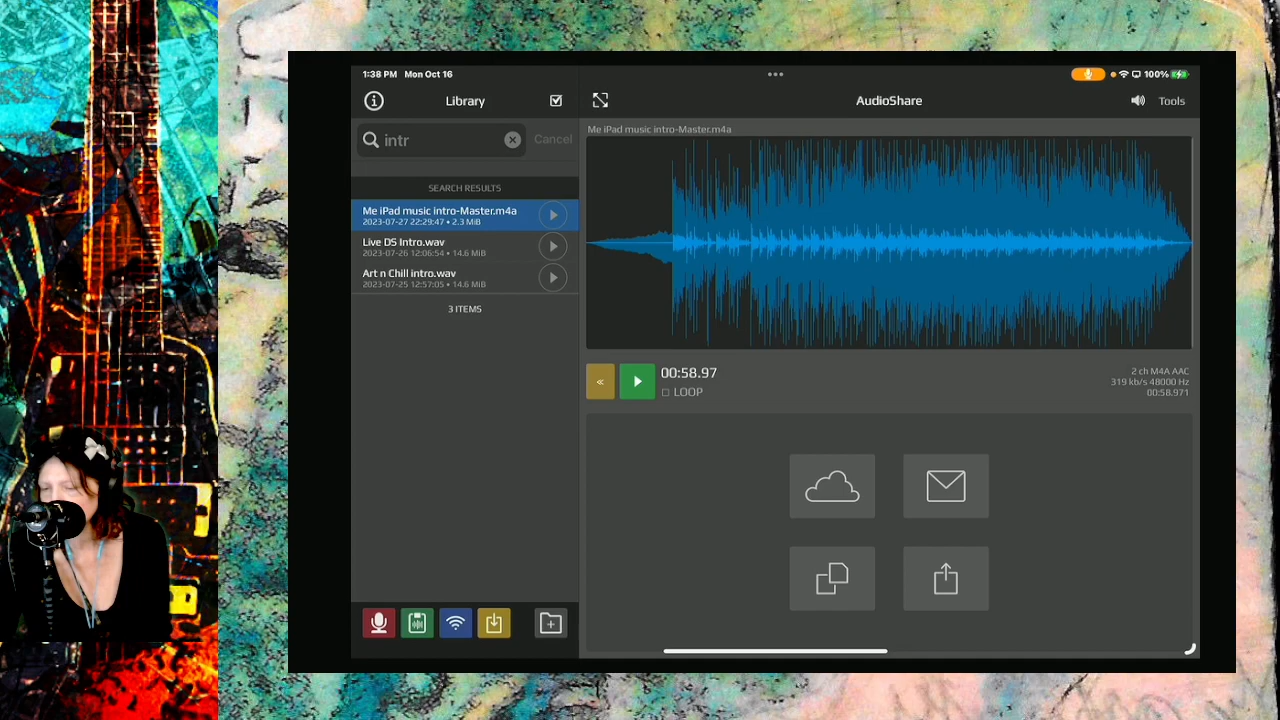 1:38 PM Mon Oct 16
100%
Library
AudioShare
Tools
intr
Cancel
Me iPad music intro-Master.m4a
SEARCH RESULTS
Me iPad music intro-Master.m4a
2023-07-27 22:29:47 • 2.3 MiB
Live DS Intro.wav
2023-07-26 12:06:54 • 14.6 MiB
Art n Chill intro.wav
2023-07-25 12:57:05 • 14.6 MiB
3 ITEMS
00:58.97
LOOP
2 ch M4A AAC
319 kb/s 48000 Hz
00:58.971